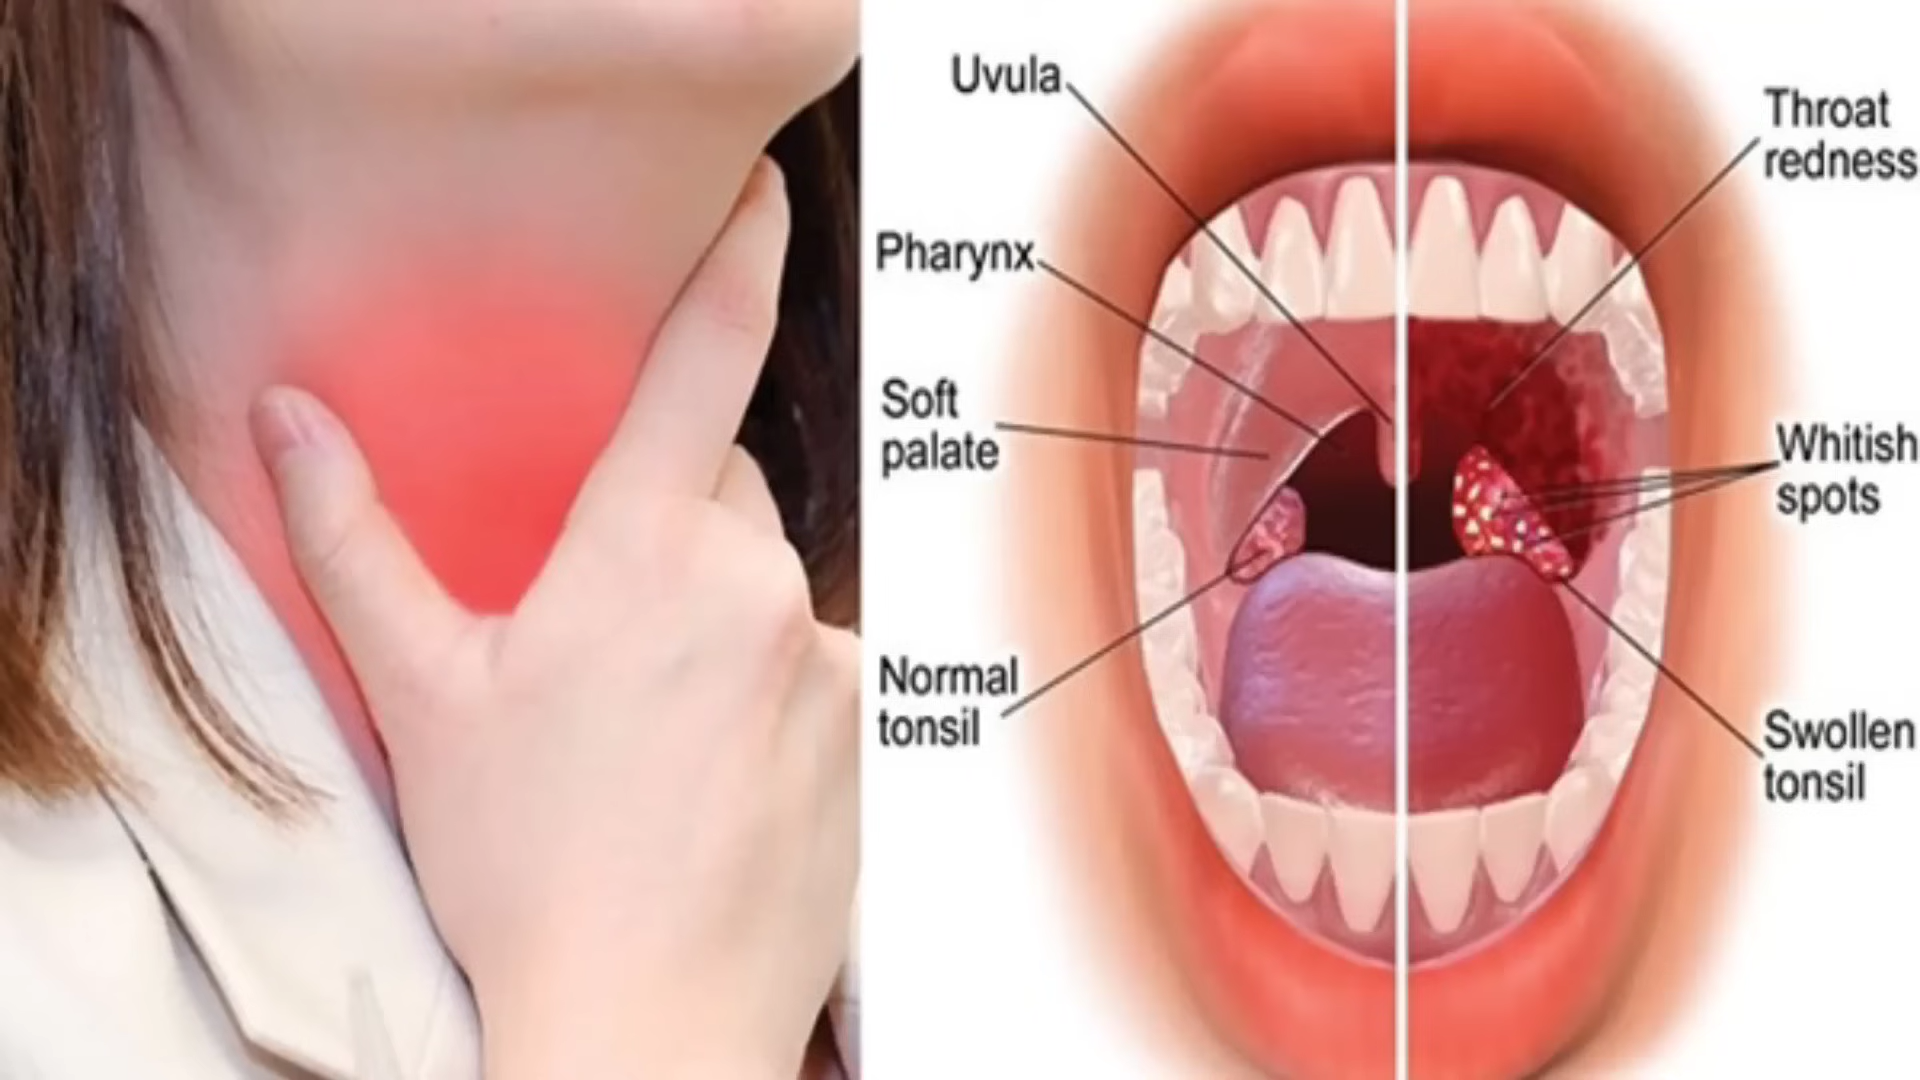 Uvula
Pharynx
Soft
palate
Normal
tonsil
Throat
redness
Whitish
spots
Swollen
tonsil